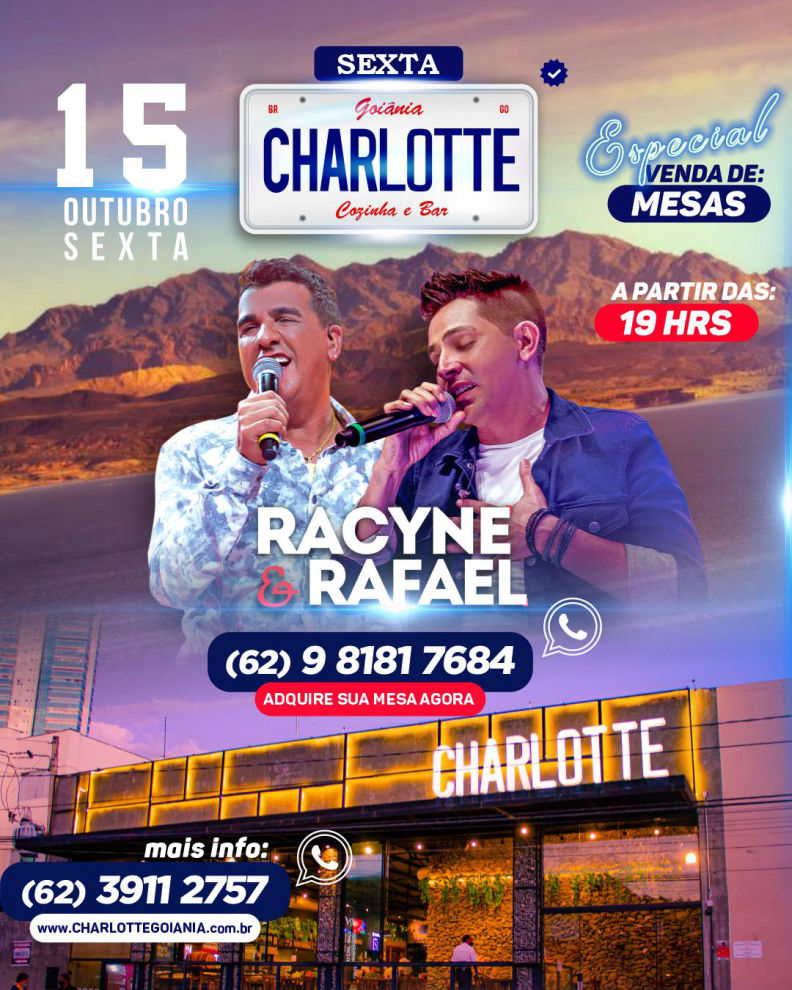 SEXTA
15
OUTUBRO
SEXTA
BR Goiânia GO
CHARLOTTE
Cozinha e Bar
Especial
VENDA DE:
MESAS
A PARTIR DAS:
19 HRS
RACYNE
& RAFAEL
(62) 9 8181 7684
ADQUIRE SUA MESA AGORA
CHARLOTTE
mais info:
(62) 3911 2757
www.CHARLOTTEGOIANIA.com.br